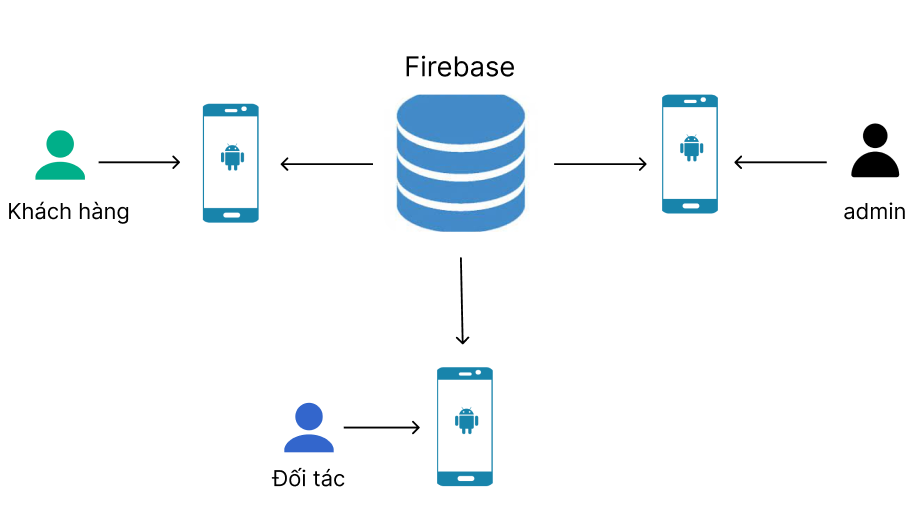 Firebase
Khách hàng
admin
Đối tác